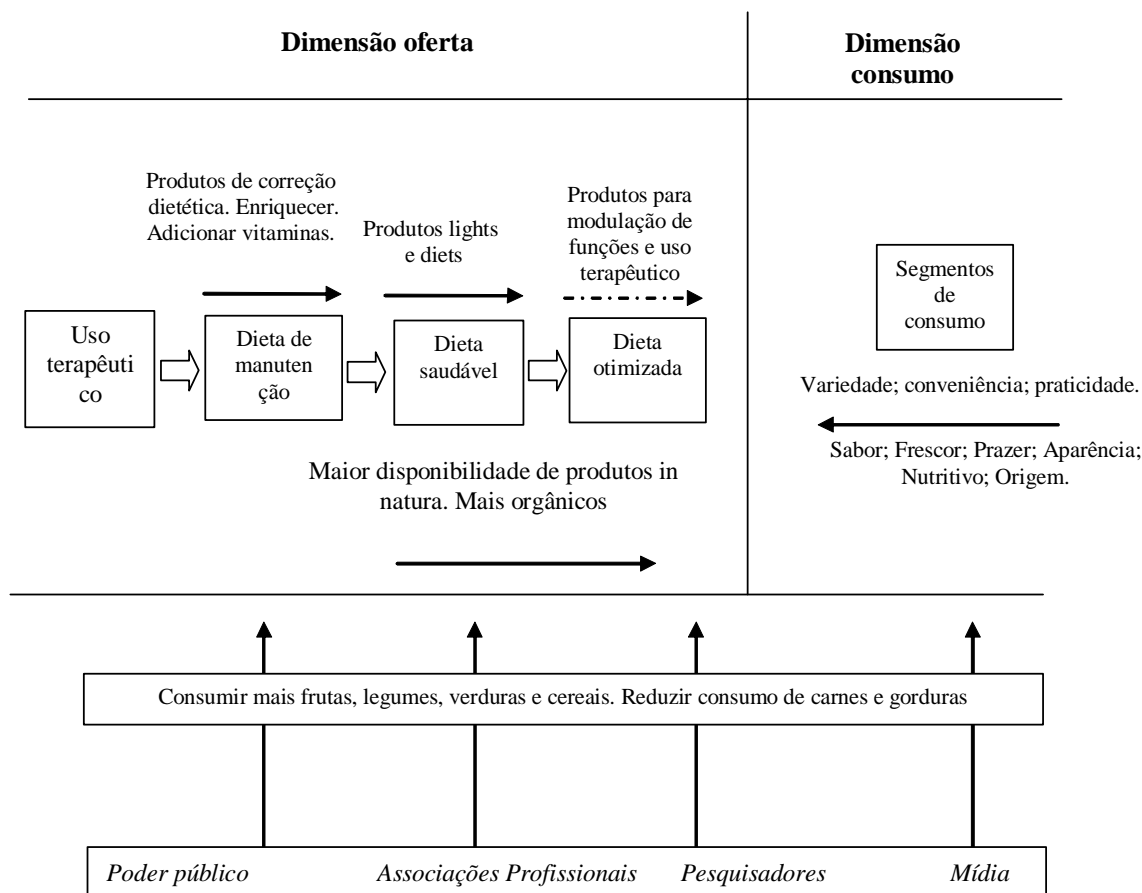 Dimensão oferta
Dimensão
consumo
Produtos de correção
dietética. Enriquecer.
Adicionar vitaminas.
Produtos lights
e diets
Produtos para
modulação de
funções e uso
terapêutico
Segmentos
de
consumo
Uso
terapêuti
co
Dieta de
manuten
ção
Dieta
saudável
Dieta
otimizada
Variedade; conveniência; praticidade.
Sabor; Frescor; Prazer; Aparência;
Nutritivo; Origem.
Maior disponibilidade de produtos in
natura. Mais orgânicos
Consumir mais frutas, legumes, verduras e cereais. Reduzir consumo de carnes e gorduras
Poder público Associações Profissionais Pesquisadores Mídia